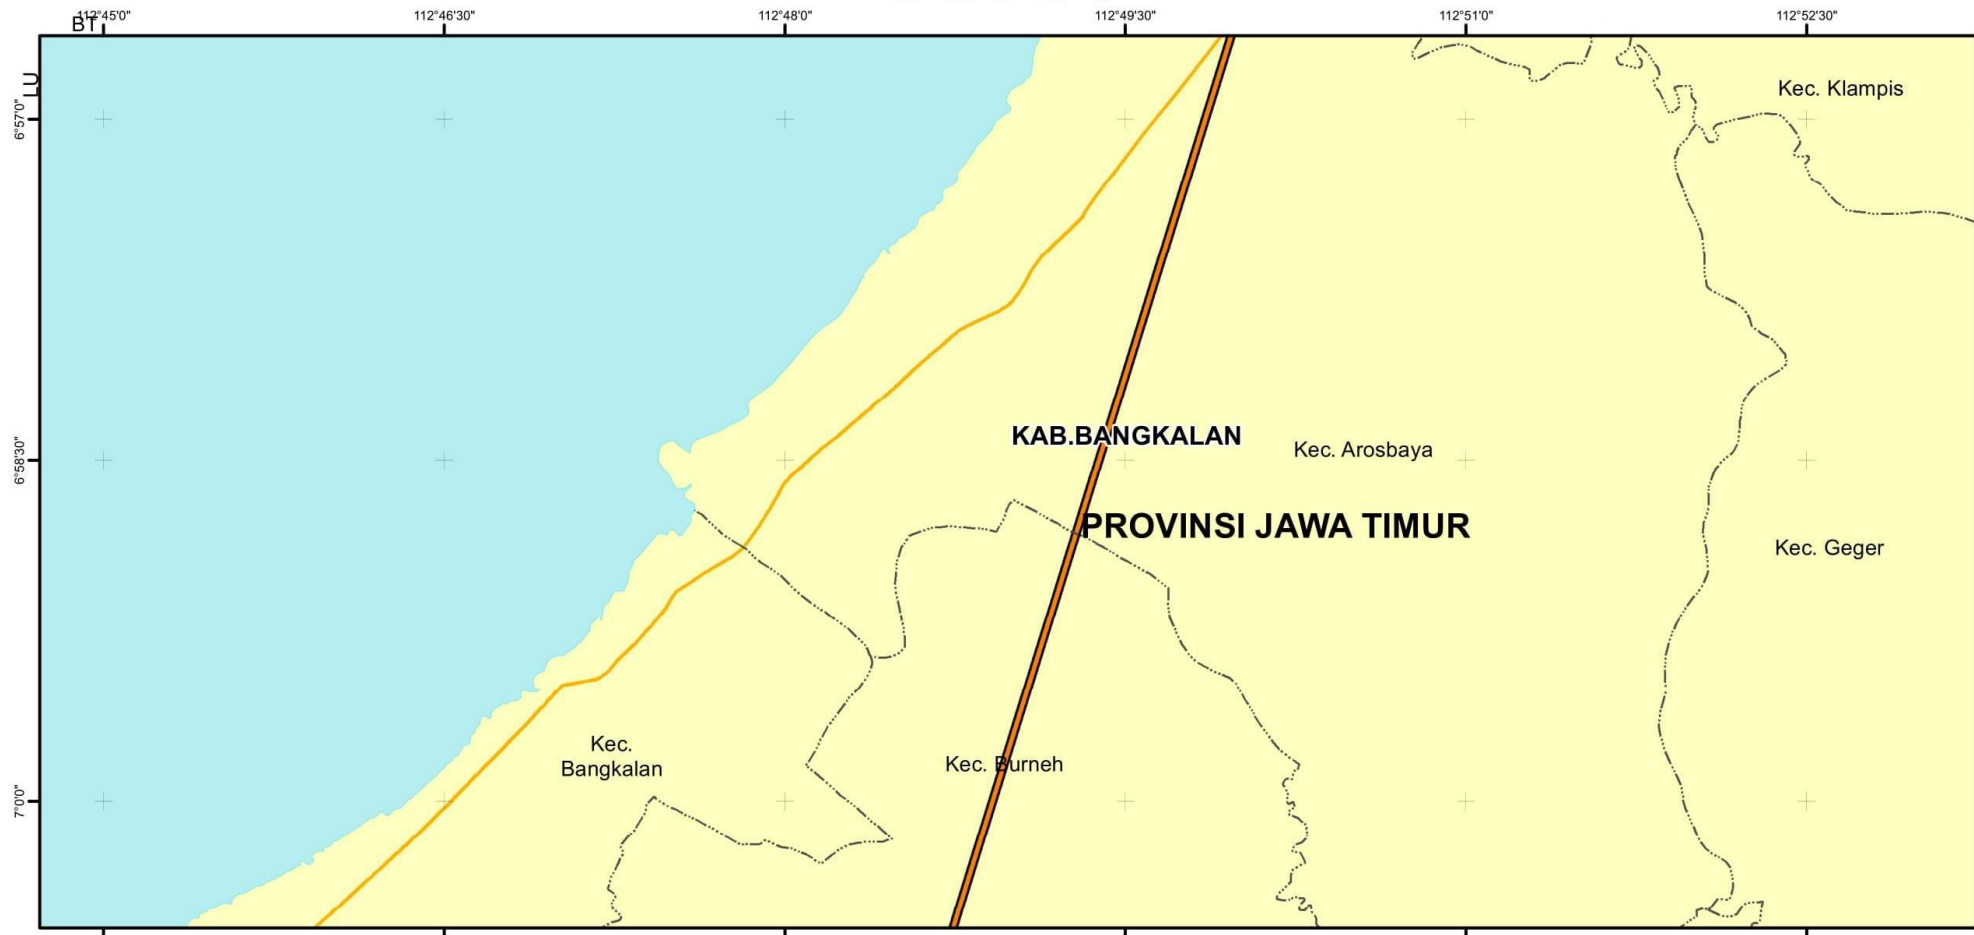 112°45'0" 112°46'30" 112°48'0" 112°49'30" 112°51'0" 112°52'30"
BT
LU
6°57'0"
Kec. Klampis
KAB.BANGKALAN
Kec. Arosbaya
6°58'30"
PROVINSI JAWA TIMUR
Kec. Geger
Kec.
Bangkalan
Kec. Burneh
7°0'0"